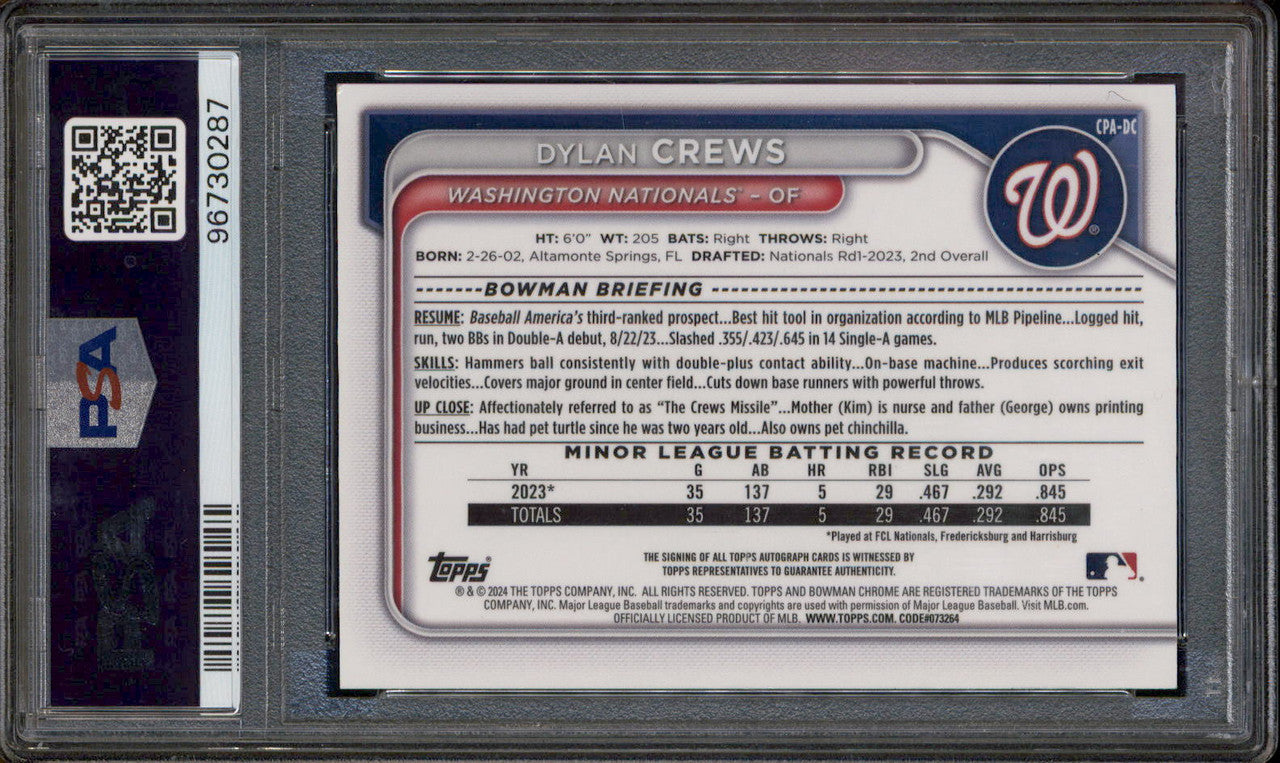 96730287
PSA
CPA-DC
DYLAN CREWS
WASHINGTON NATIONALS™ - OF
W®
HT: 6'0" WT: 205 BATS: Right THROWS: Right
BORN: 2-26-02, Altamonte Springs, FL DRAFTED: Nationals Rd1-2023, 2nd Overall
BOWMAN BRIEFING
RESUME: Baseball America's third-ranked prospect...Best hit tool in organization according to MLB Pipeline...Logged hit,
run, two BBs in Double-A debut, 8/22/23...Slashed .355/.423/.645 in 14 Single-A games.
SKILLS: Hammers ball consistently with double-plus contact ability...On-base machine...Produces scorching exit
velocities...Covers major ground in center field...Cuts down base runners with powerful throws.
UP CLOSE: Affectionately referred to as “The Crews Missile”...Mother (Kim) is nurse and father (George) owns printing
business...Has had pet turtle since he was two years old...Also owns pet chinchilla.
MINOR LEAGUE BATTING RECORD
YR G AB HR RBI SLG AVG OPS
2023* 35 137 5 29 .467 .292 .845
TOTALS 35 137 5 29 .467 .292 .845
*Played at FCL Nationals, Fredericksburg and Harrisburg
Topps®
THE SIGNING OF ALL TOPPS AUTOGRAPH CARDS IS WITNESSED BY
TOPPS REPRESENTATIVES TO GUARANTEE AUTHENTICITY.
® & © 2024 THE TOPPS COMPANY, INC. ALL RIGHTS RESERVED. TOPPS AND BOWMAN CHROME ARE REGISTERED TRADEMARKS OF THE TOPPS
COMPANY, INC. Major League Baseball trademarks and copyrights are used with permission of Major League Baseball. Visit MLB.com.
OFFICIALLY LICENSED PRODUCT OF MLB. WWW.TOPPS.COM. CODE#073264